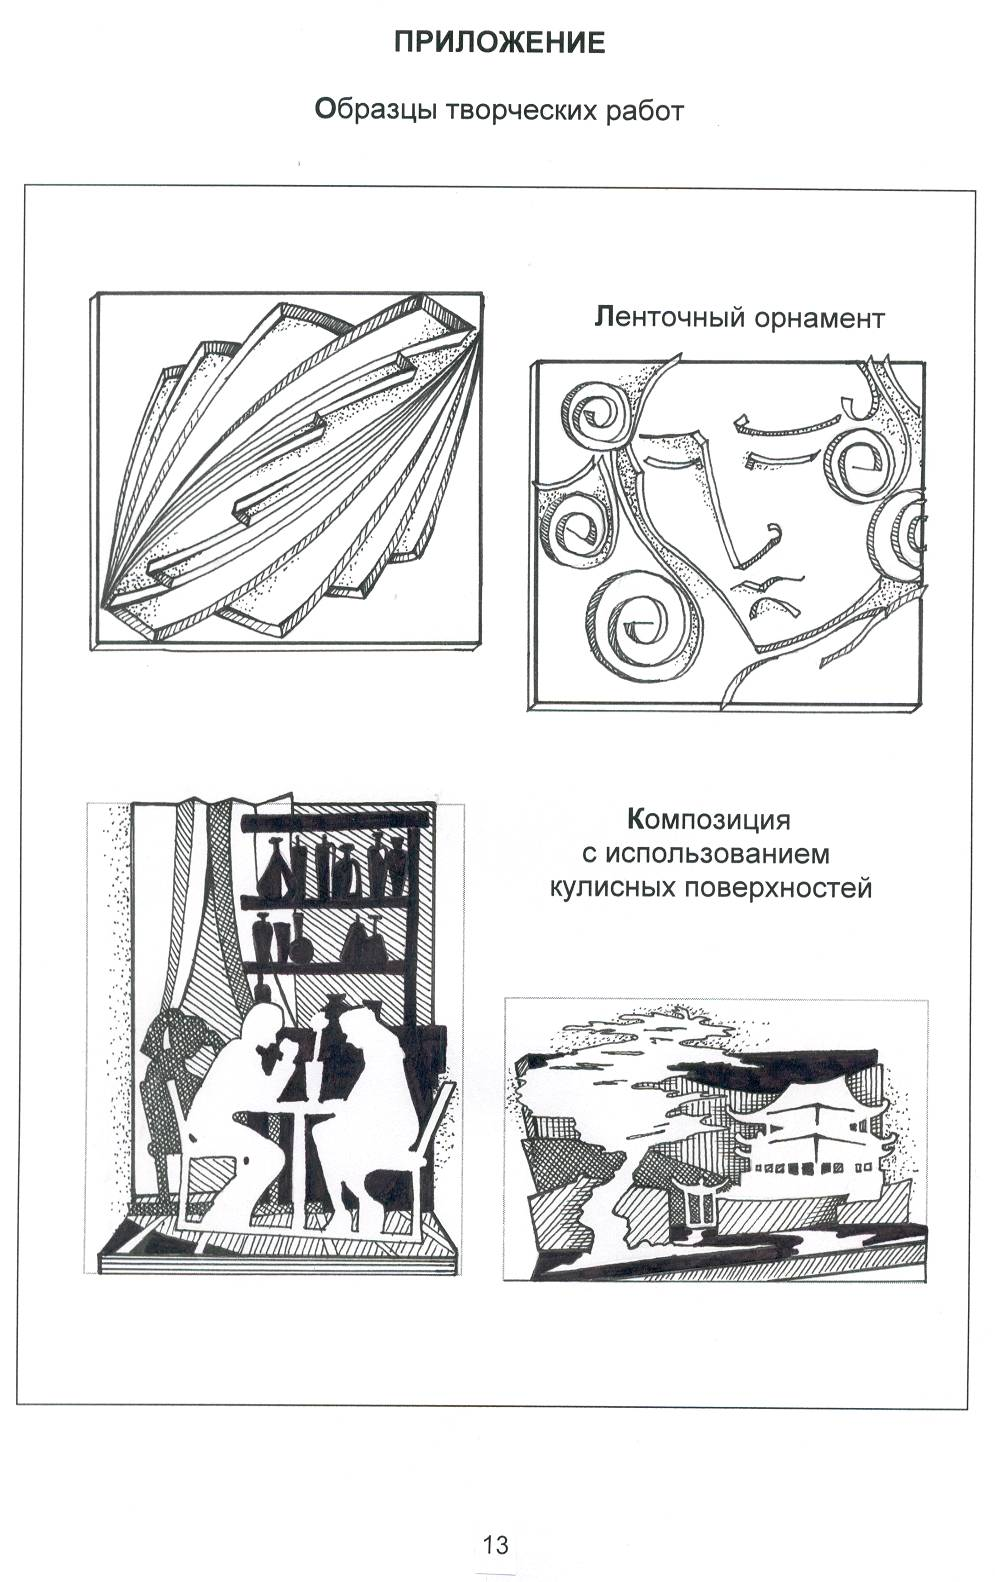 ПРИЛОЖЕНИЕ
Образцы творческих работ
Ленточный орнамент
Композиция
с использованием
кулисных поверхностей
13